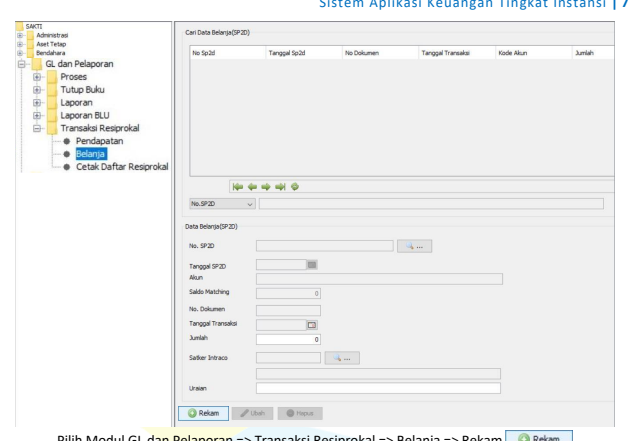 Sistem Aplikasi Keuangan Tingkat Instansi | 7
SAKTI
Administrasi
Aset Tetap
Bendahara
GL dan Pelaporan
Proses
Tutup Buku
Laporan
Laporan BLU
Transaksi Resiprokal
Pendapatan
Belanja
Cetak Daftar Resiprokal
Cari Data Belanja(SP2D)
No Sp2d Tanggal Sp2d No Dokumen Tanggal Transaksi Kode Akun Jumlah
No.SP2D
Data Belanja(SP2D)
No. SP2D ...
Tanggal SP2D
Akun
Saldo Matching 0
No. Dokumen
Tanggal Transaksi
Jumlah 0
Satker Intraco ...
Uraian
Rekam Ubah Hapus
Pilih Modul GL dan Pelaporan => Transaksi Resiprokal => Belanja => Rekam Rekam